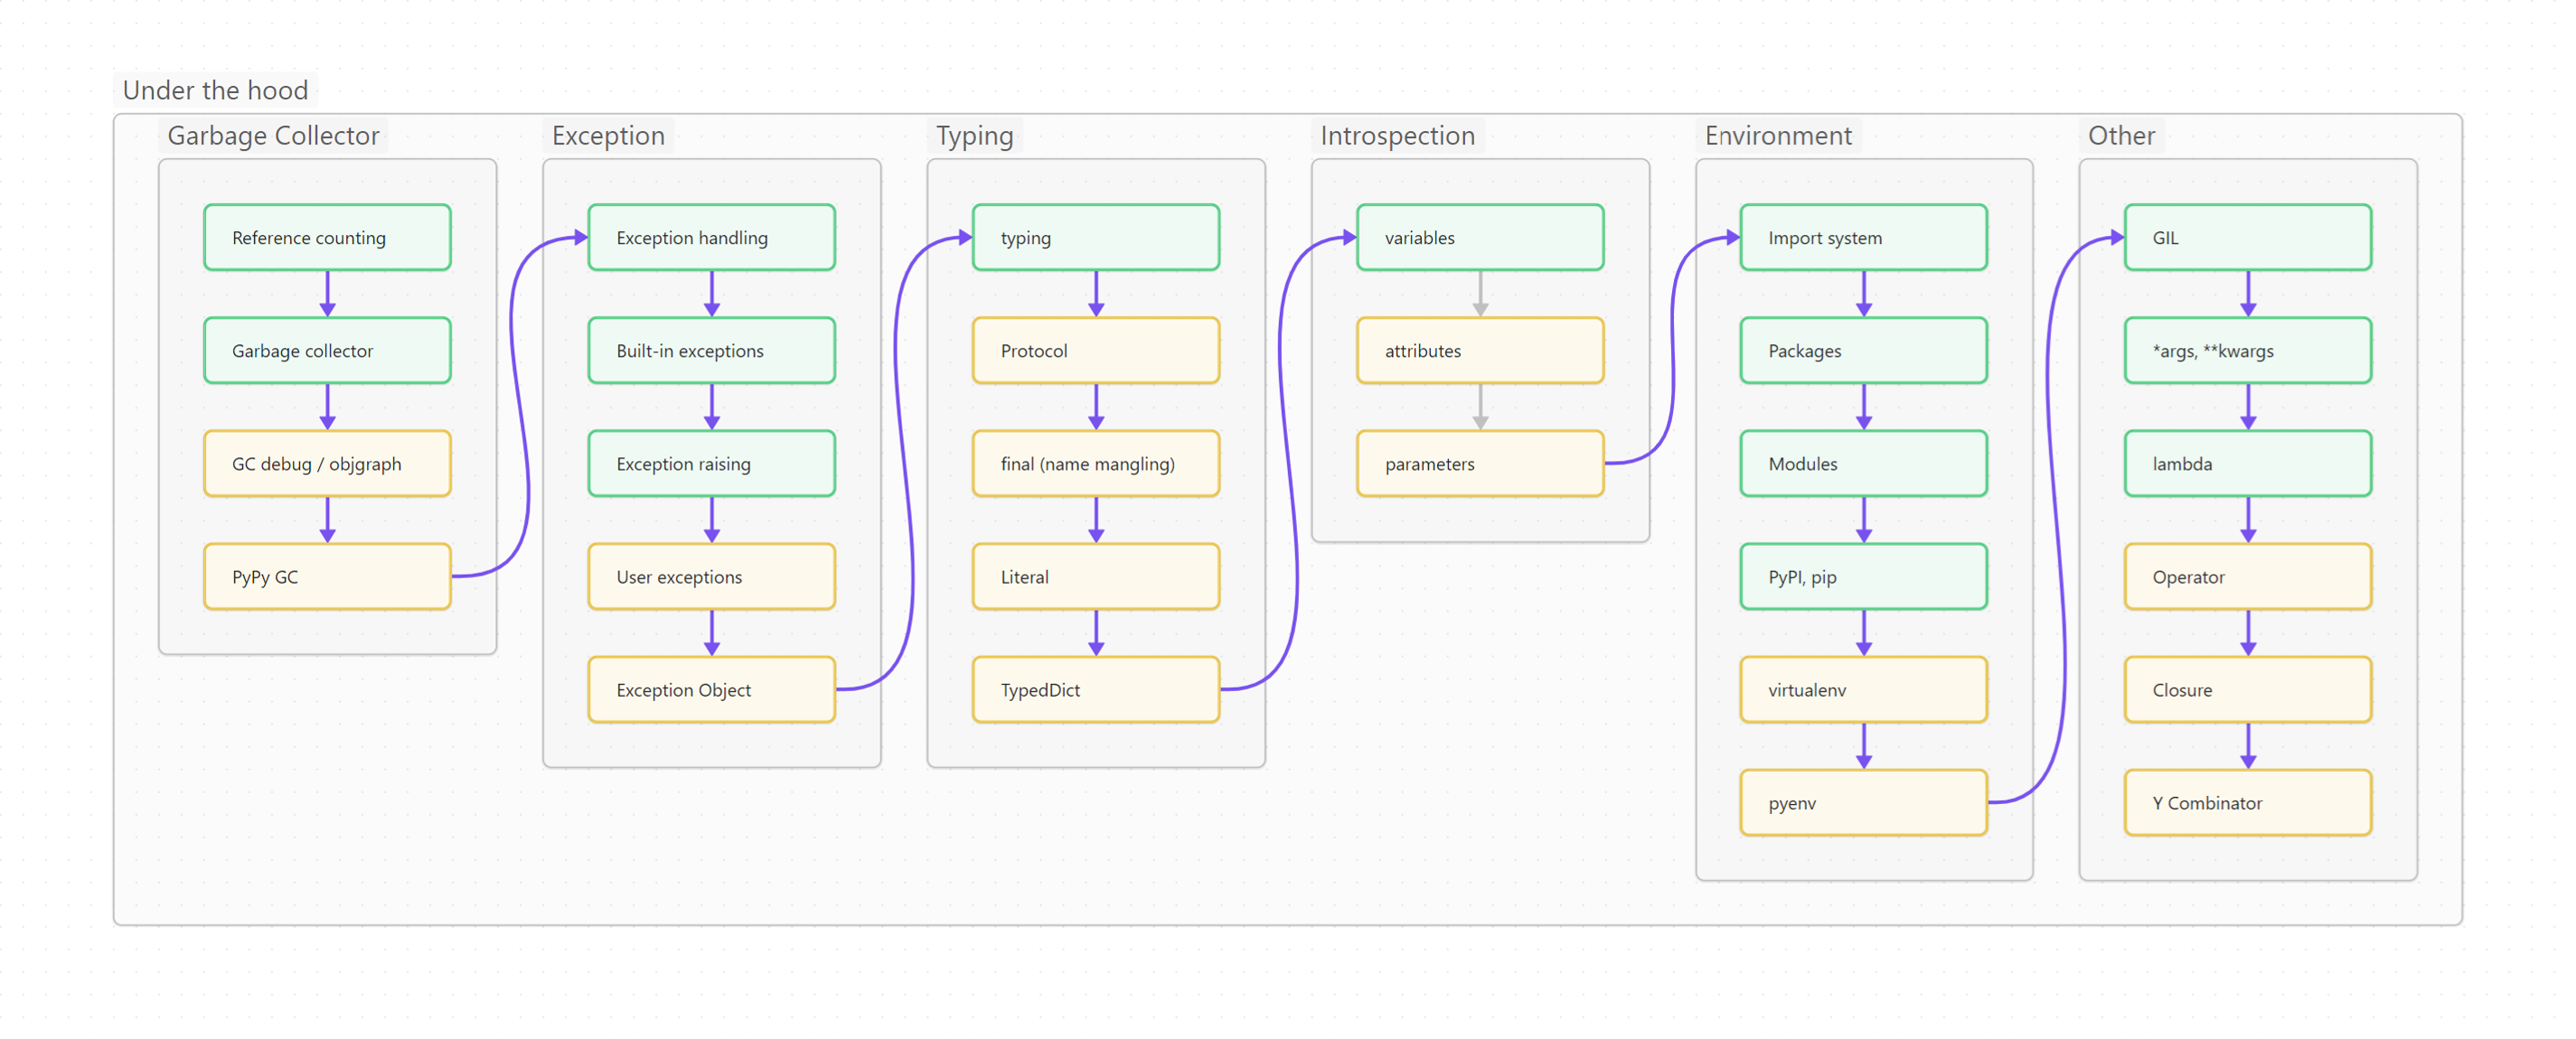 Under the hood
Garbage Collector
Reference counting
Garbage collector
GC debug / objgraph
PyPy GC
Exception
Exception handling
Built-in exceptions
Exception raising
User exceptions
Exception Object
Typing
typing
Protocol
final (name mangling)
Literal
TypedDict
Introspection
variables
attributes
parameters
Environment
Import system
Packages
Modules
PyPI, pip
virtualenv
pyenv
Other
GIL
*args, **kwargs
lambda
Operator
Closure
Y Combinator